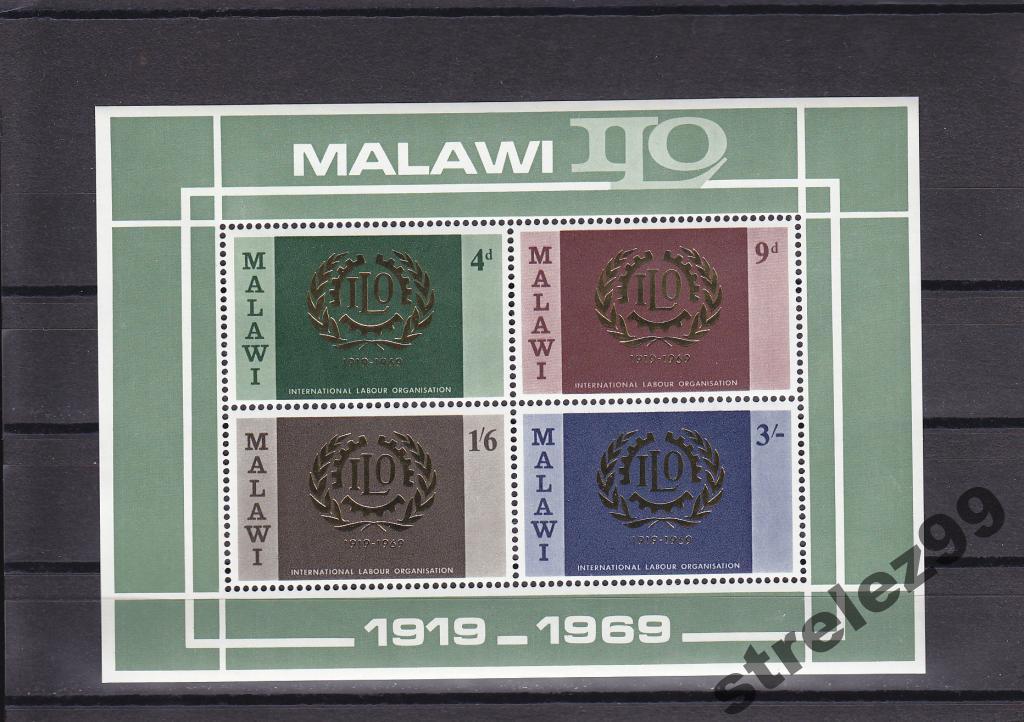 MALAWI ILO
MALAWI
4d
ILO
1919-1969
INTERNATIONAL LABOUR ORGANISATION
MALAWI
9d
ILO
1919-1969
INTERNATIONAL LABOUR ORGANISATION
MALAWI
1/6
ILO
1919-1969
INTERNATIONAL LABOUR ORGANISATION
MALAWI
3/-
ILO
1919-1969
INTERNATIONAL LABOUR ORGANISATION
1919-1969
strelez99